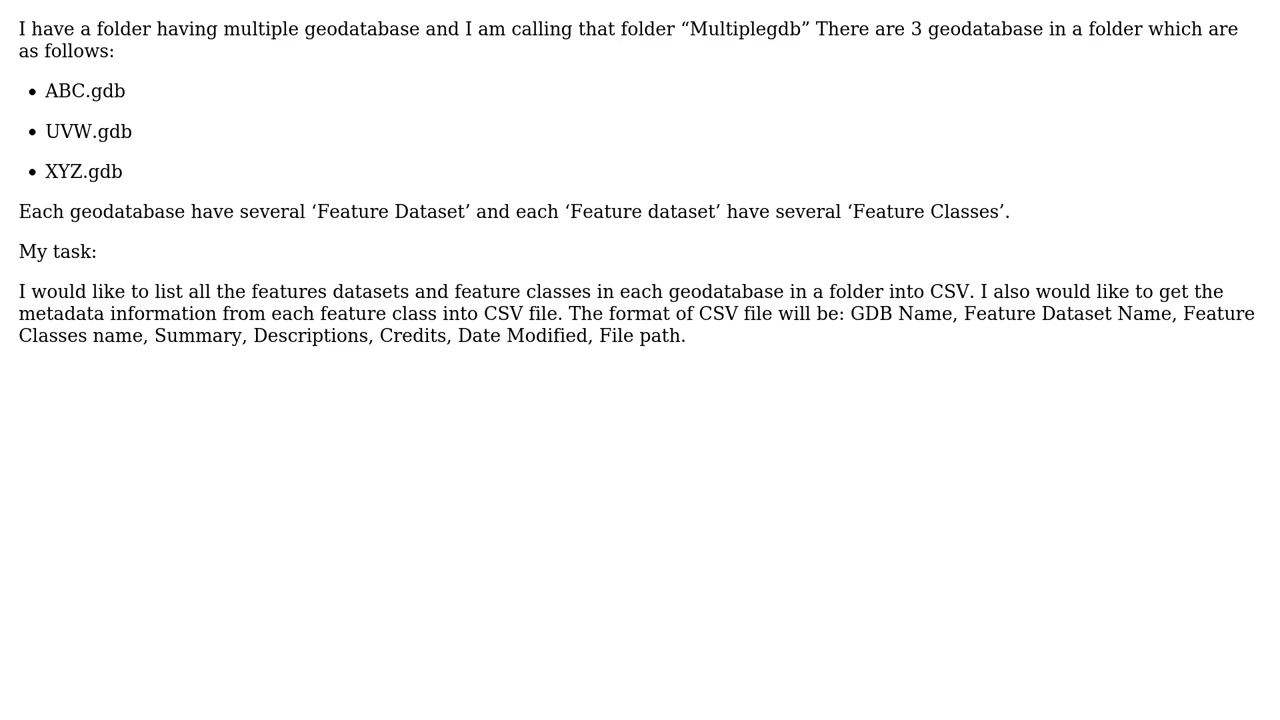 I have a folder having multiple geodatabase and I am calling that folder “Multiplegdb” There are 3 geodatabase in a folder which are
as follows:
• ABC.gdb
• UVW.gdb
• XYZ.gdb
Each geodatabase have several ‘Feature Dataset’ and each ‘Feature dataset’ have several ‘Feature Classes’.
My task:
I would like to list all the features datasets and feature classes in each geodatabase in a folder into CSV. I also would like to get the
metadata information from each feature class into CSV file. The format of CSV file will be: GDB Name, Feature Dataset Name, Feature
Classes name, Summary, Descriptions, Credits, Date Modified, File path.